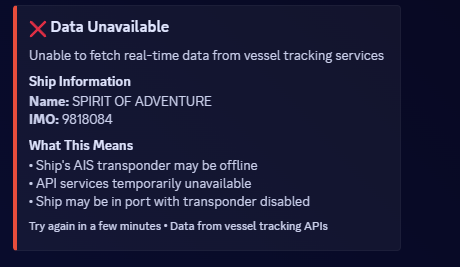 ❌ Data Unavailable
Unable to fetch real-time data from vessel tracking services
Ship Information
Name: SPIRIT OF ADVENTURE
IMO: 9818084
What This Means
• Ship's AIS transponder may be offline
• API services temporarily unavailable
• Ship may be in port with transponder disabled
Try again in a few minutes • Data from vessel tracking APIs